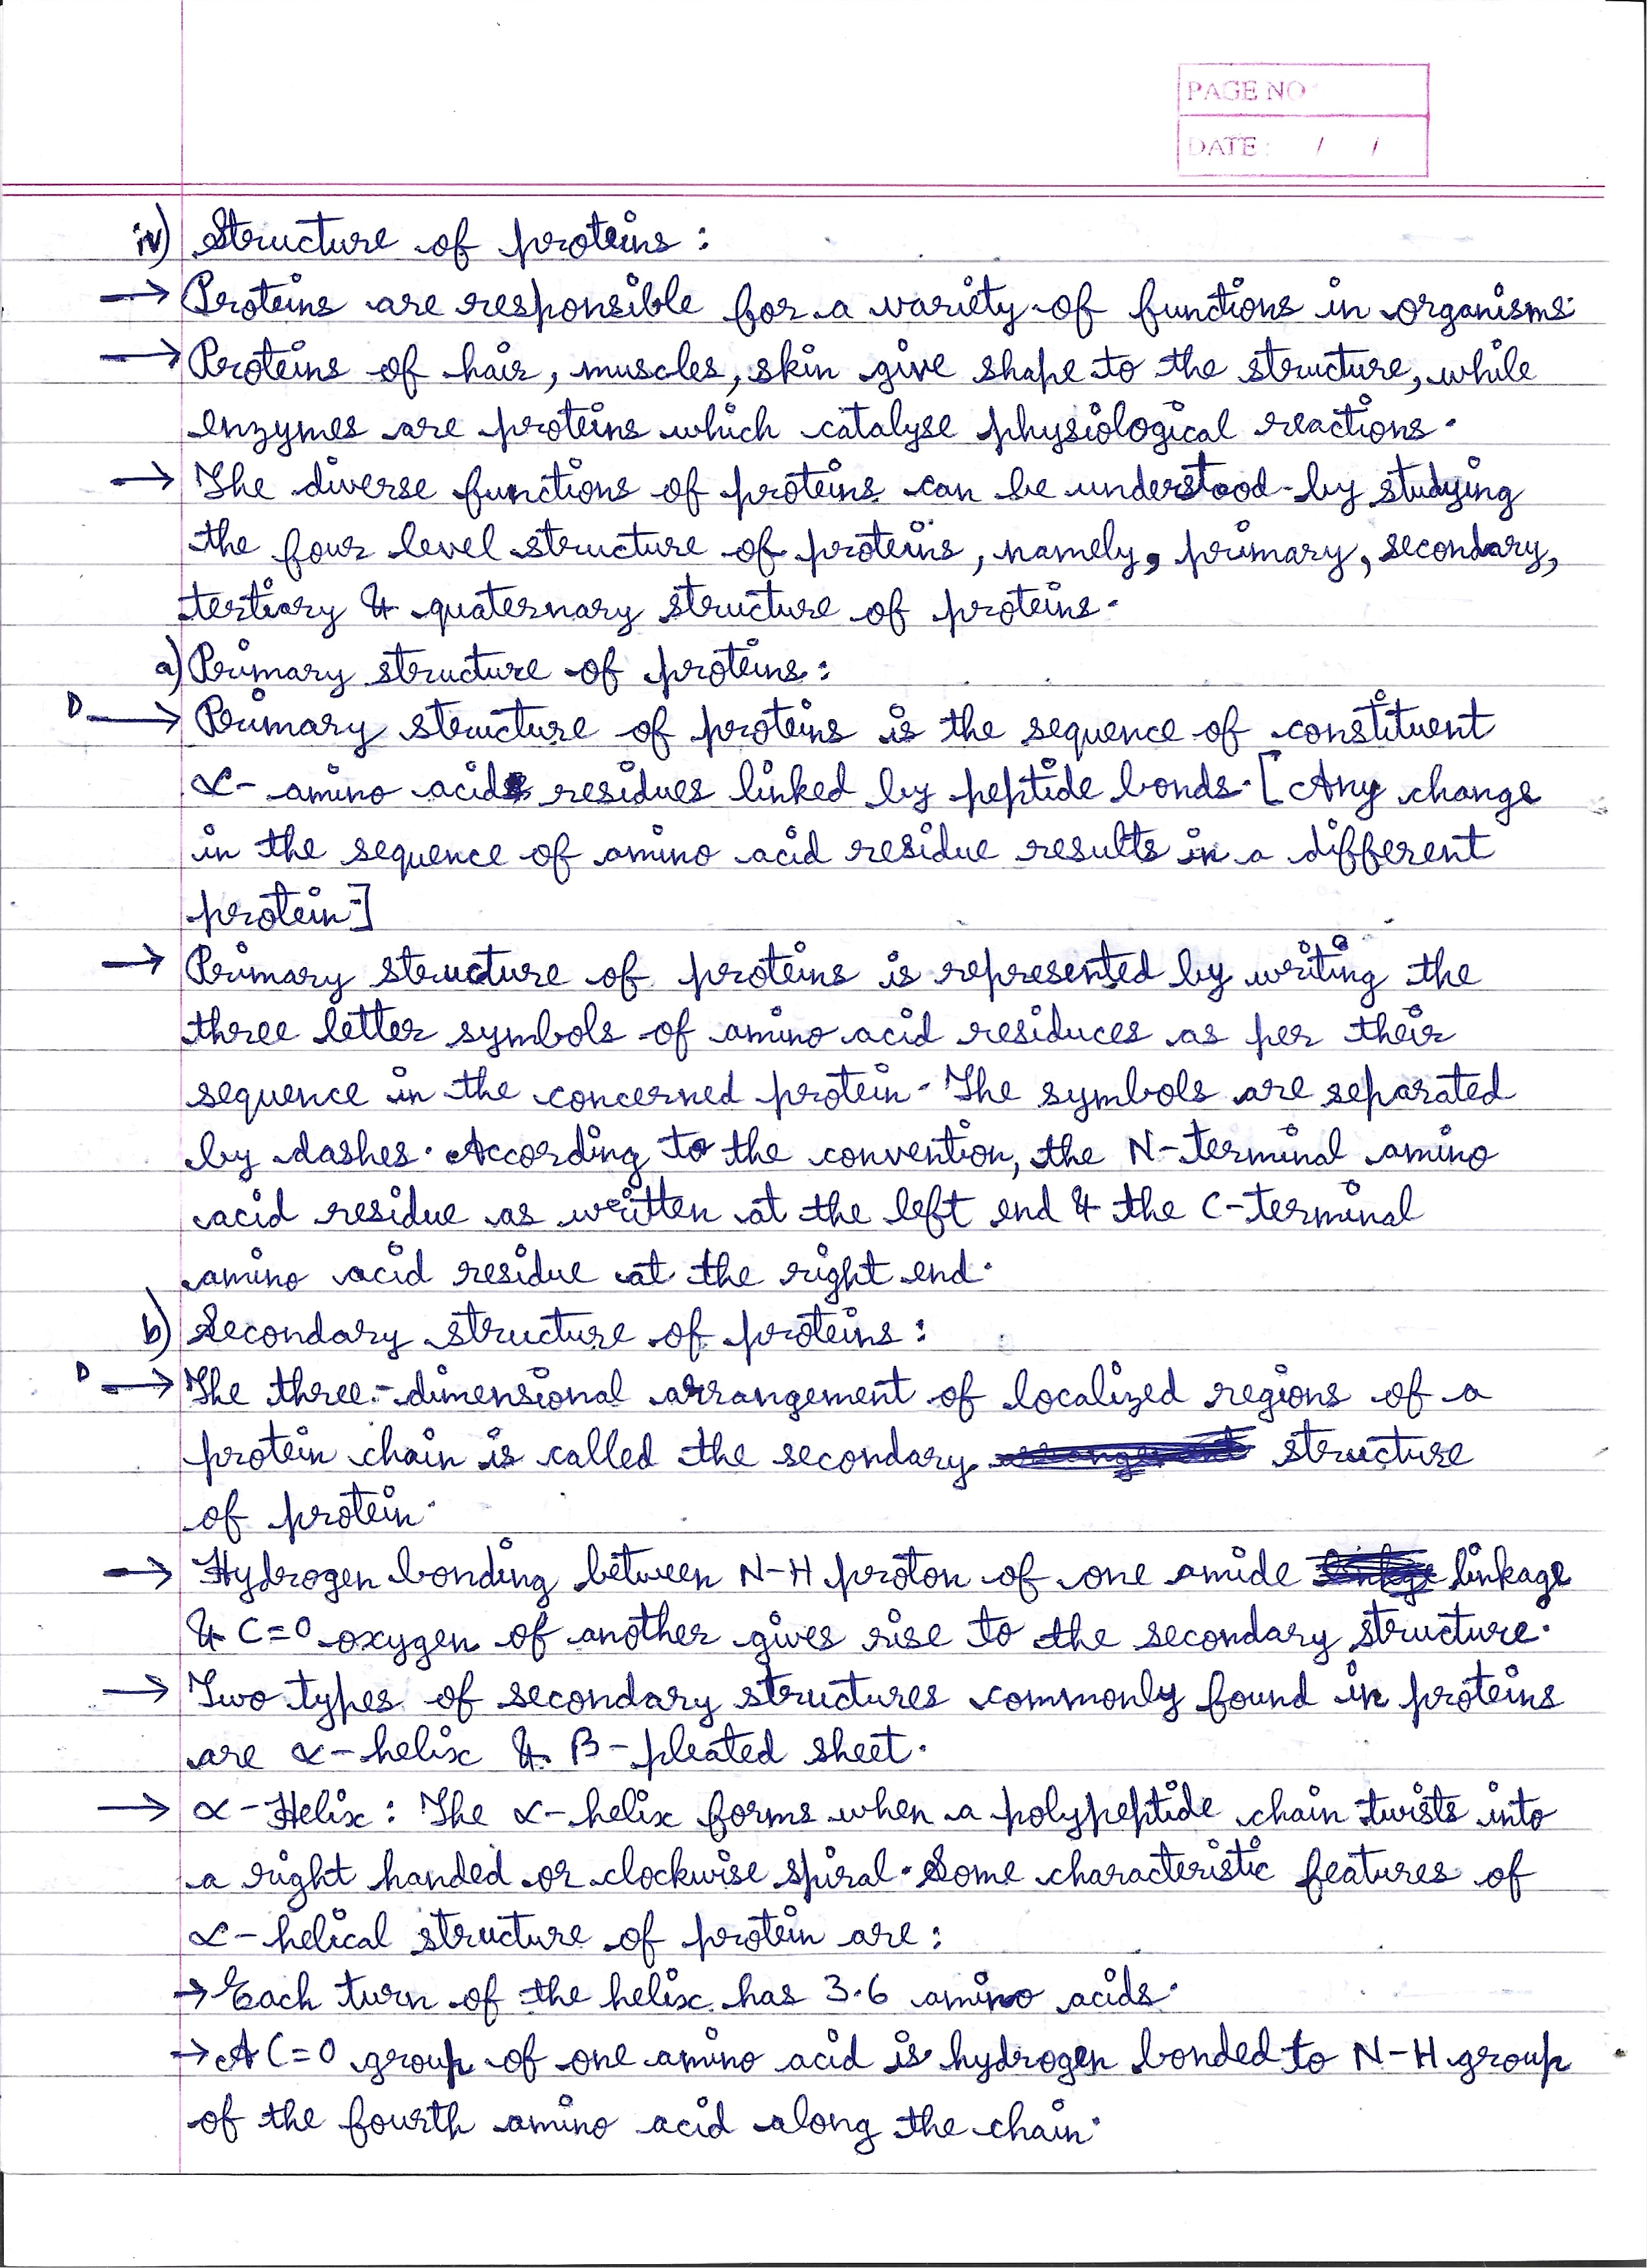 PAGE NO
DATE: / /
iv) Structure of proteins:
→ Proteins are responsible for a variety of functions in organisms.
→ Proteins of hair, muscles, skin give shape to the structure, while
enzymes are proteins which catalyse physiological reactions.
→ The diverse functions of proteins can be understood by studying
the four level structure of proteins, namely, primary, secondary,
tertiary & quaternary structure of proteins.
a) Primary structure of proteins:
D → Primary structure of proteins is the sequence of constituent
α- amino acid residues linked by peptide bonds. [Any change
in the sequence of amino acid residue results in a different
protein.]
→ Primary structure of proteins is represented by writing the
three letter symbols of amino acid residuces as per their
sequence in the concerned protein. The symbols are separated
by dashes. According to the convention, the N-terminal amino
acid residue as written at the left end & the C-terminal
amino acid residue at the right end.
b) Secondary structure of proteins:
D → The three-dimensional arrangement of localized regions of a
protein chain is called the secondary structure
of protein.
→ Hydrogen bonding between N-H proton of one amide linkage
& C=O oxygen of another gives rise to the secondary structure.
→ Two types of secondary structures commonly found in proteins
are α-helix & β-pleated sheet.
→ α-Helix: The α-helix forms when a polypeptide chain twists into
a right handed or clockwise spiral. Some characteristic features of
α-helical structure of protein are:
→ Each turn of the helix has 3.6 amino acids.
→ A C=O group of one amino acid is hydrogen bonded to N-H group
of the fourth amino acid along the chain.